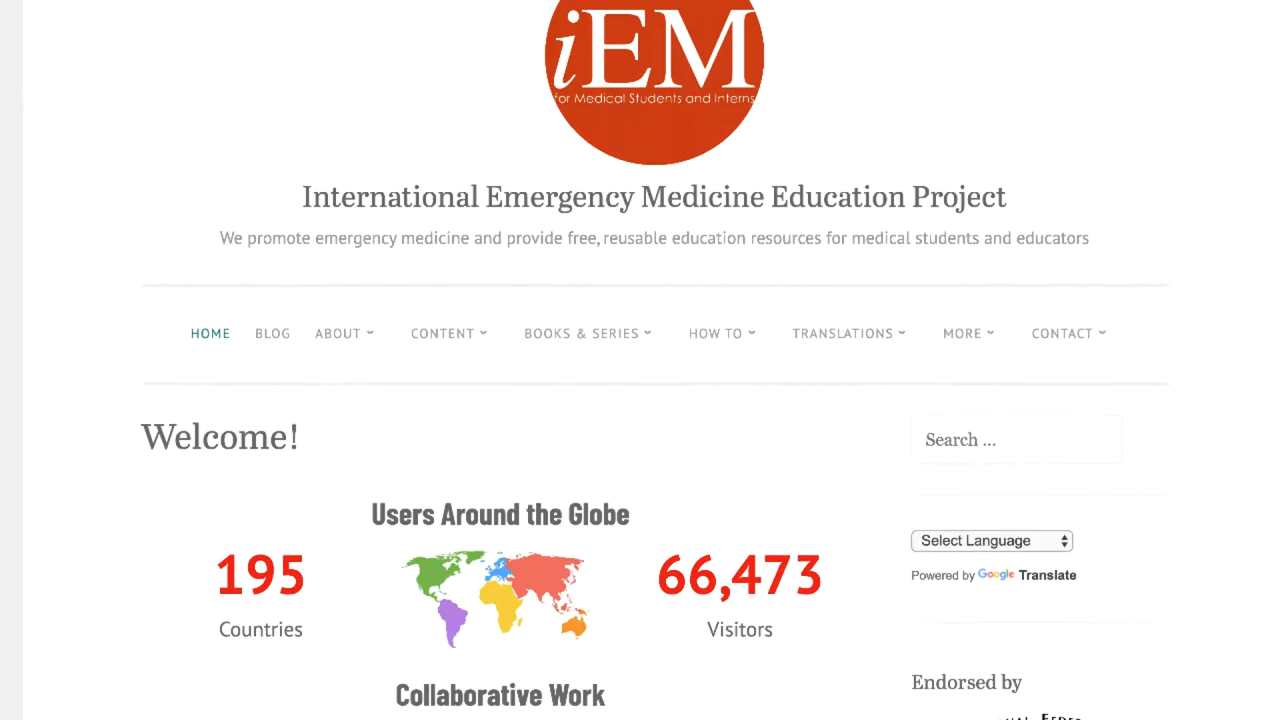 iEM
for Medical Students and Interns
International Emergency Medicine Education Project
We promote emergency medicine and provide free, reusable education resources for medical students and educators
HOME BLOG ABOUT CONTENT BOOKS & SERIES HOW TO TRANSLATIONS MORE CONTACT
Welcome!
Search ...
Users Around the Globe
195
Countries
66,473
Visitors
Select Language
Powered by Google Translate
Collaborative Work
Endorsed by